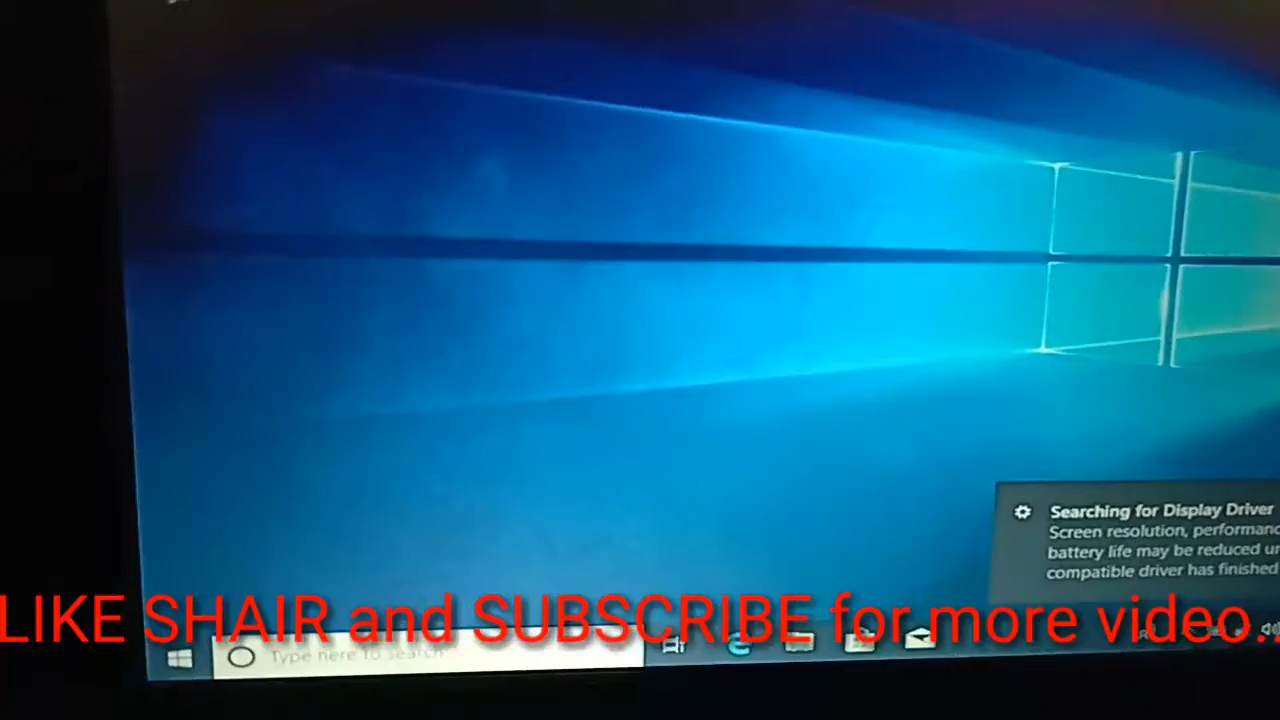 Searching for Display Driver
Screen resolution, performanc
battery life may be reduced un
compatible driver has finished
LIKE SHAIR and SUBSCRIBE for more video.
Type here to search